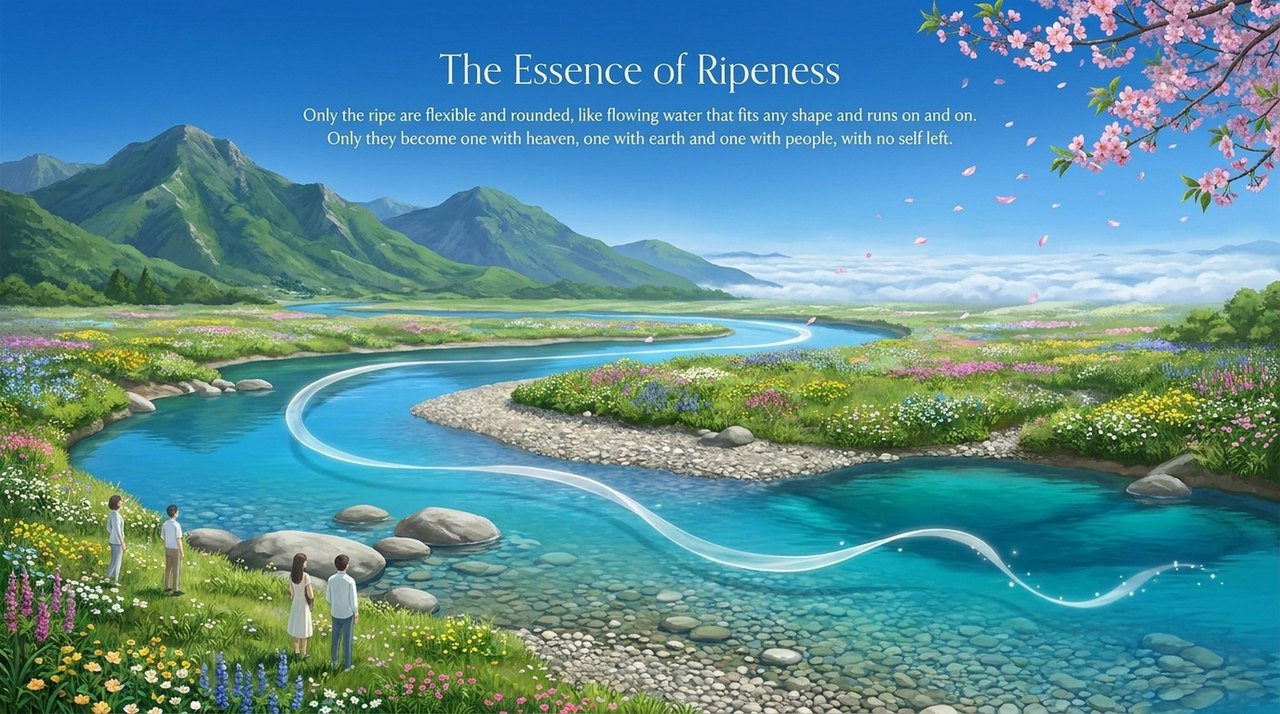 The Essence of Ripeness
Only the ripe are flexible and rounded, like flowing water that fits any shape and runs on and on.
Only they become one with heaven, one with earth and one with people, with no self left.